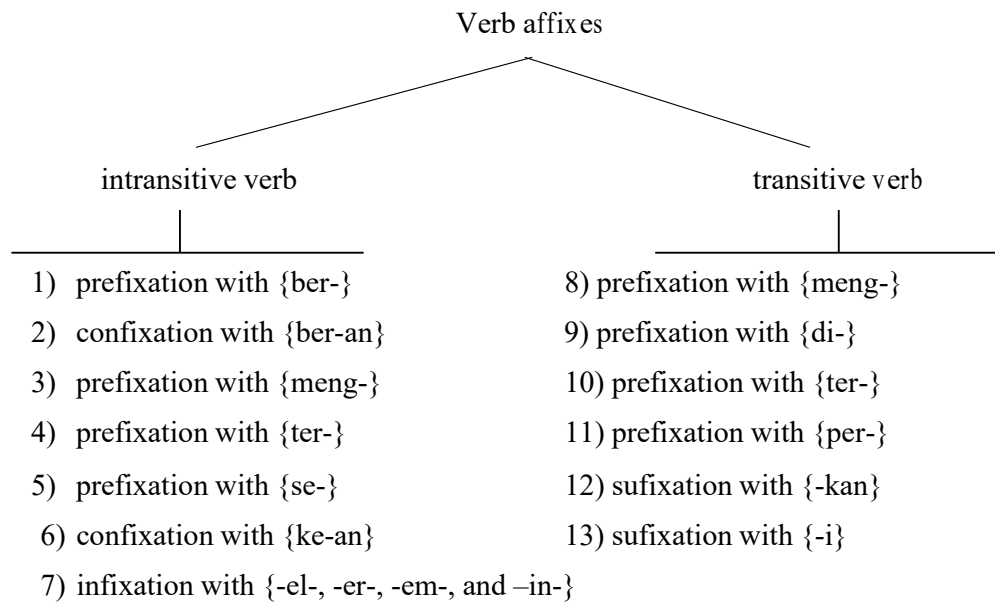 Verb affixes
intransitive verb
transitive verb
1) prefixation with {ber-}
2) confixation with {ber-an}
3) prefixation with {meng-}
4) prefixation with {ter-}
5) prefixation with {se-}
6) confixation with {ke-an}
7) infixation with {-el-, -er-, -em-, and –in-}
8) prefixation with {meng-}
9) prefixation with {di-}
10) prefixation with {ter-}
11) prefixation with {per-}
12) sufixation with {-kan}
13) sufixation with {-i}